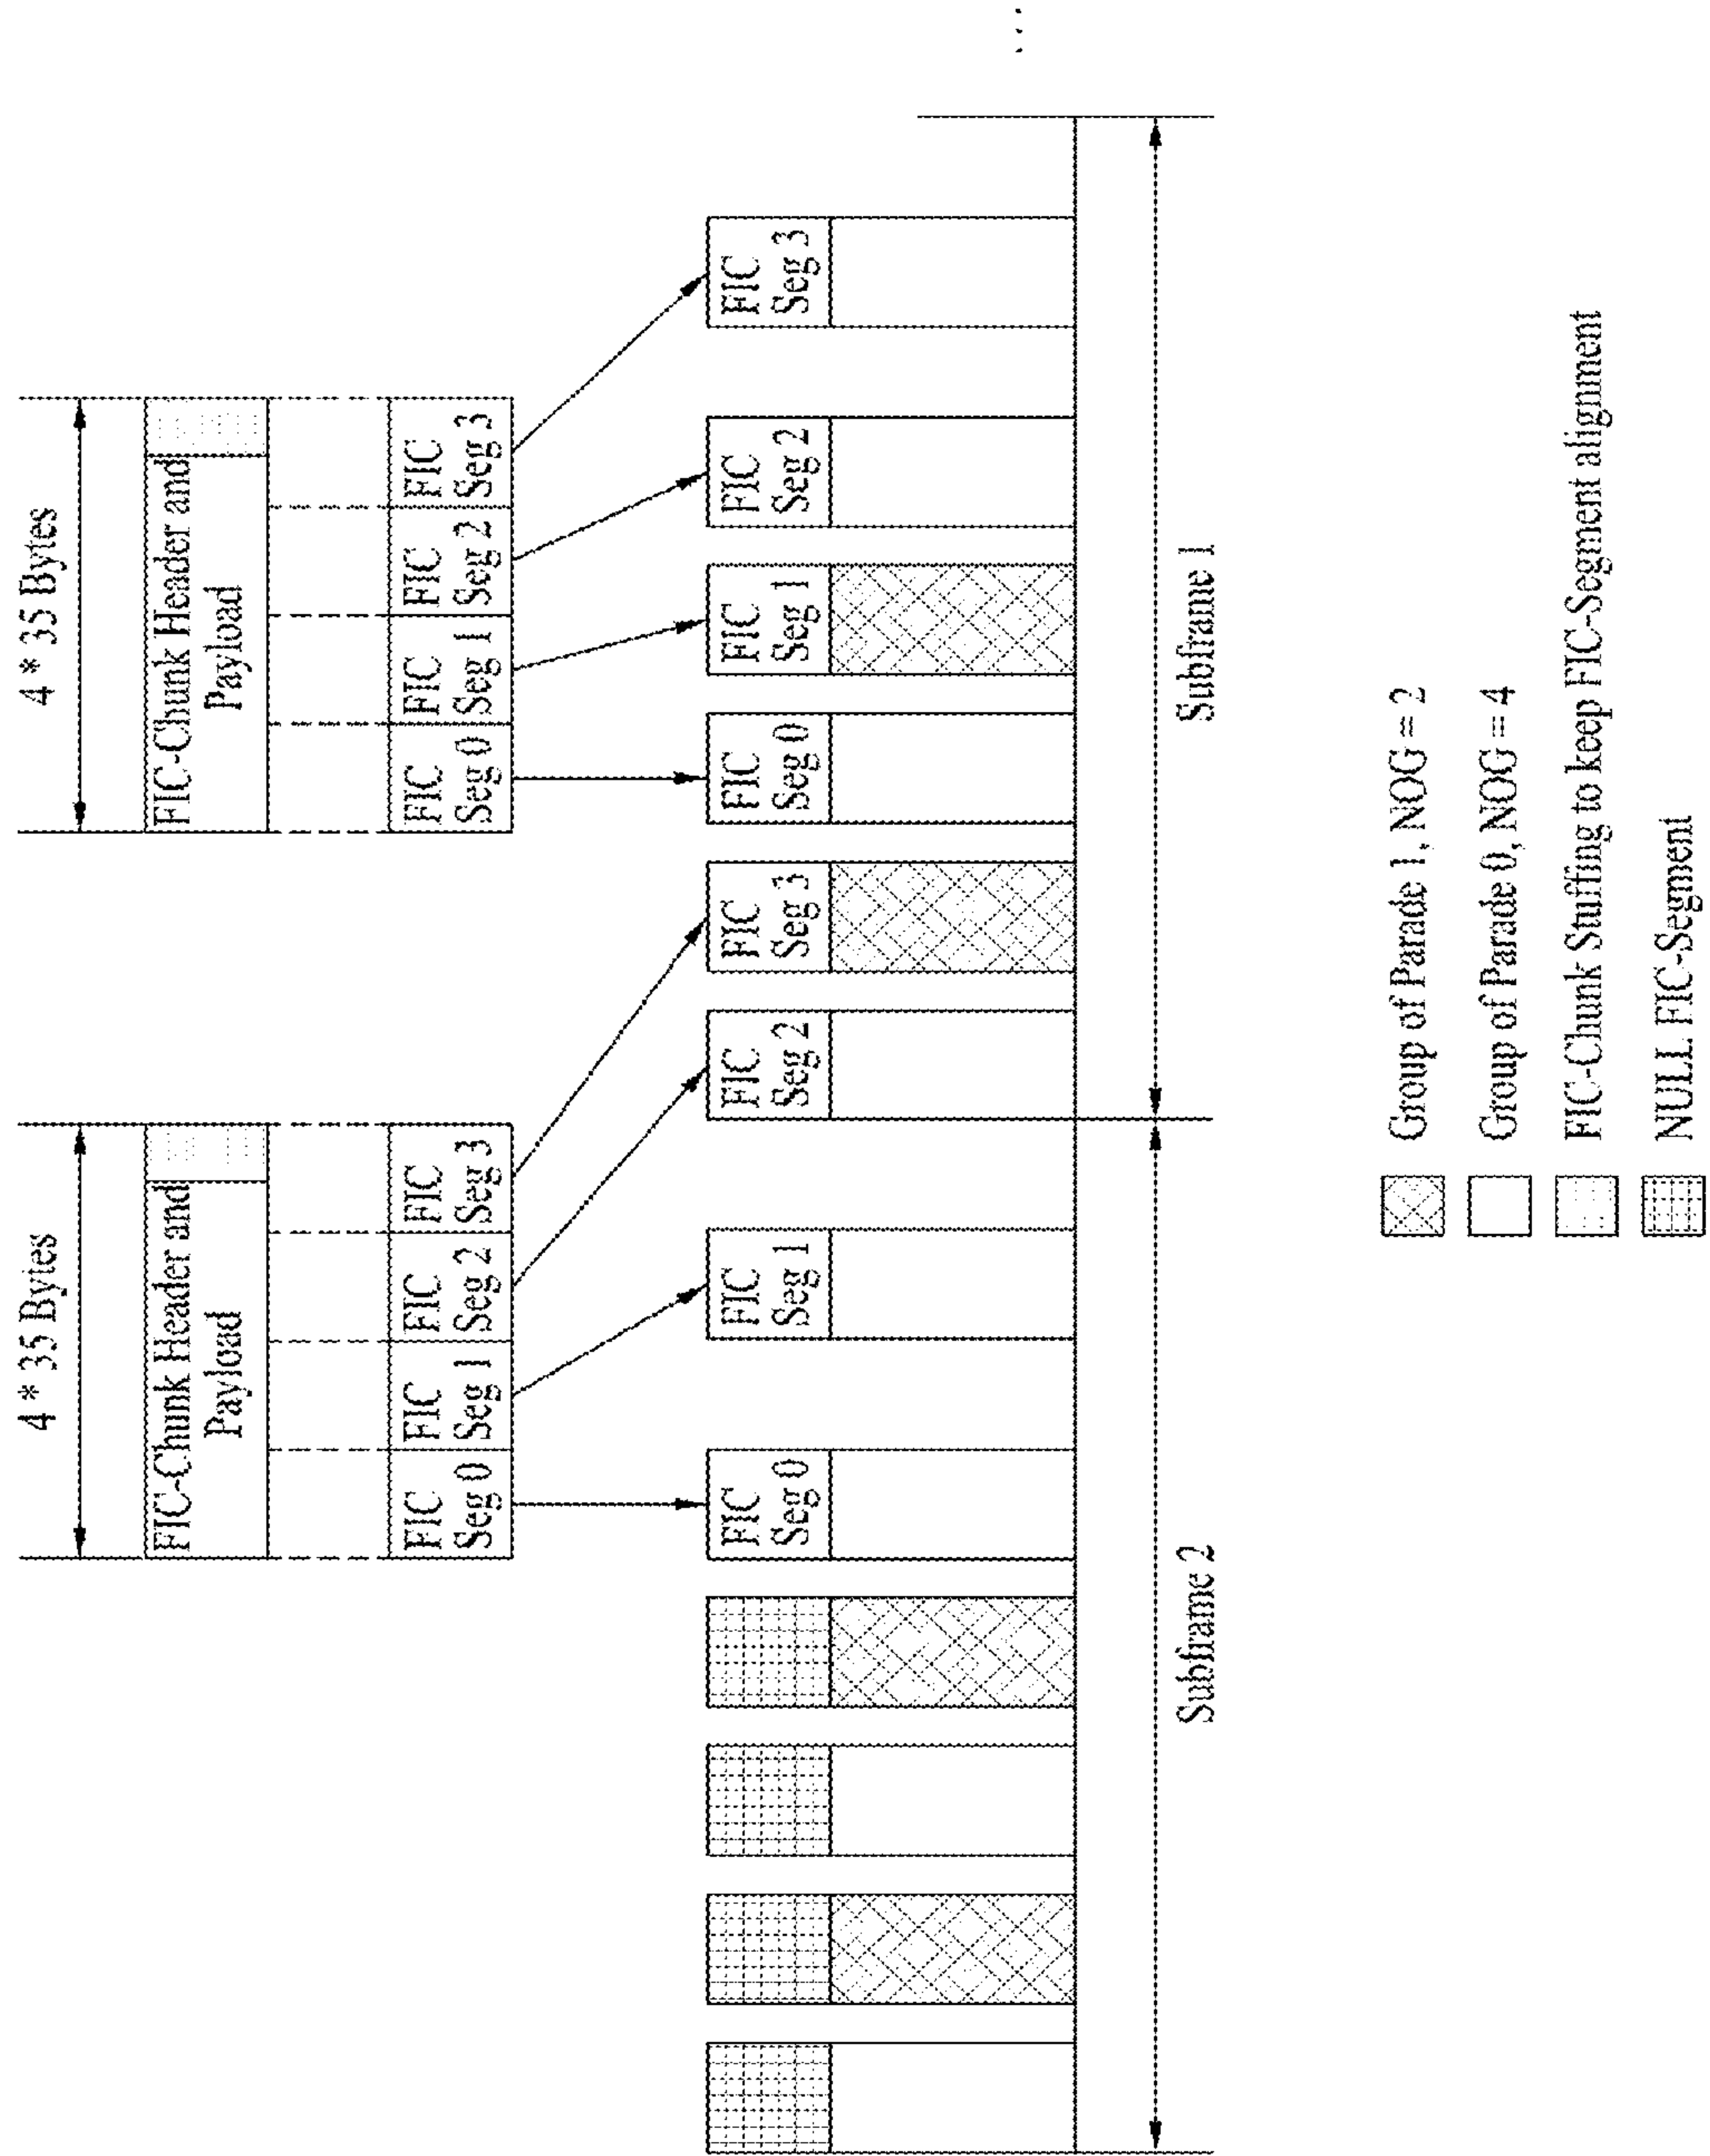 ...
4 * 35 Bytes
4 * 35 Bytes
FIC-Chunk Header and
Payload
FIC-Chunk Header and
Payload
FIC
Seg 0
FIC
Seg 1
FIC
Seg 2
FIC
Seg 3
FIC
Seg 0
FIC
Seg 1
FIC
Seg 2
FIC
Seg 3
FIC
Seg 0
FIC
Seg 1
FIC
Seg 2
FIC
Seg 3
FIC
Seg 0
FIC
Seg 1
FIC
Seg 2
FIC
Seg 3
Subframe 2
Subframe 1
Group of Parade 1, NOG = 2
Group of Parade 0, NOG = 4
FIC-Chunk Stuffing to keep FIC-Segment alignment
NULL FIC-Segment